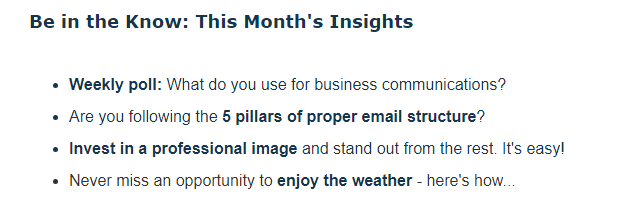 Be in the Know: This Month's Insights
Weekly poll: What do you use for business communications?
Are you following the 5 pillars of proper email structure?
Invest in a professional image and stand out from the rest. It's easy!
Never miss an opportunity to enjoy the weather - here's how...